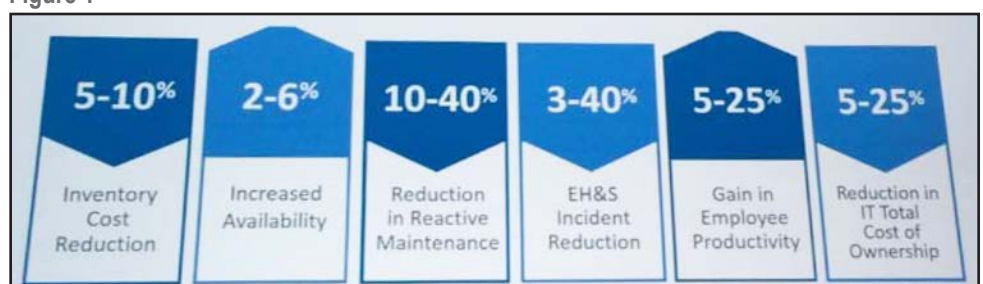 5-10%
Inventory
Cost
Reduction
2-6%
Increased
Availability
10-40%
Reduction
in Reactive
Maintenance
3-40%
EH&S
Incident
Reduction
5-25%
Gain in
Employee
Productivity
5-25%
Reduction in
IT Total
Cost of
Ownership